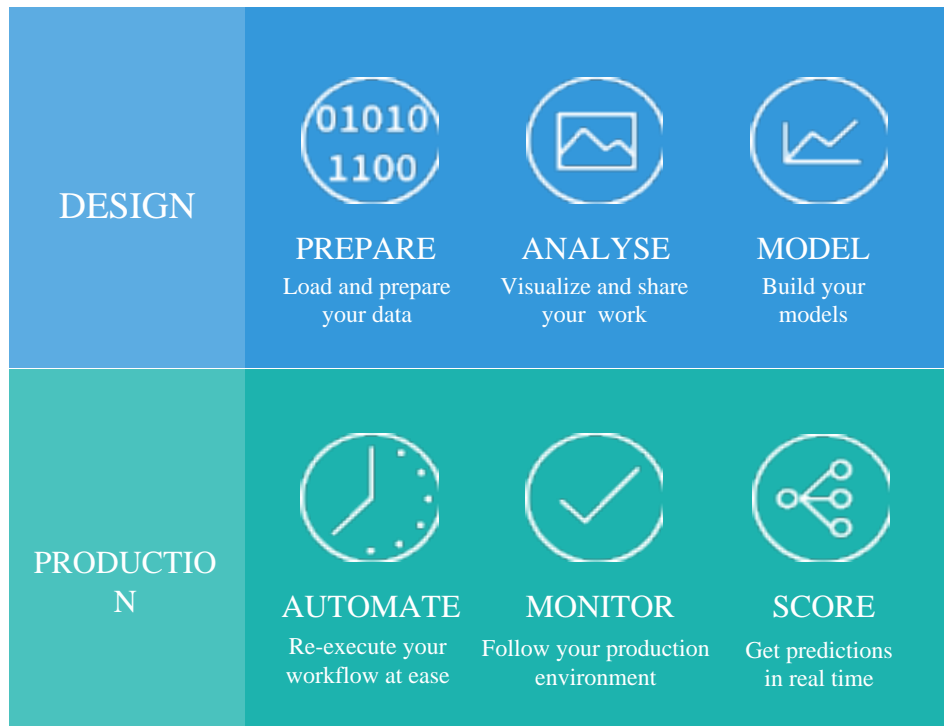 DESIGN
01010
1100
PREPARE
Load and prepare
your data
ANALYSE
Visualize and share
your work
MODEL
Build your
models
PRODUCTIO
N
AUTOMATE
Re-execute your
workflow at ease
MONITOR
Follow your production
environment
SCORE
Get predictions
in real time